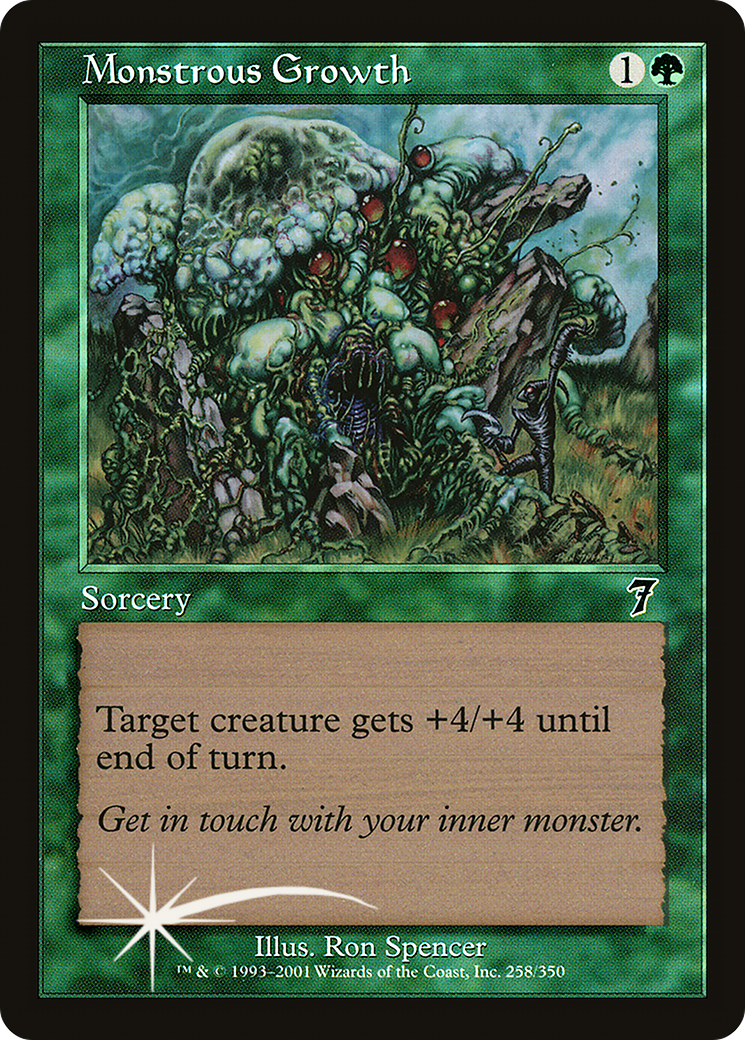 Monstrous Growth 1
Sorcery 7
Target creature gets +4/+4 until
end of turn.
Get in touch with your inner monster.
Illus. Ron Spencer
™ & © 1993–2001 Wizards of the Coast, Inc. 258/350